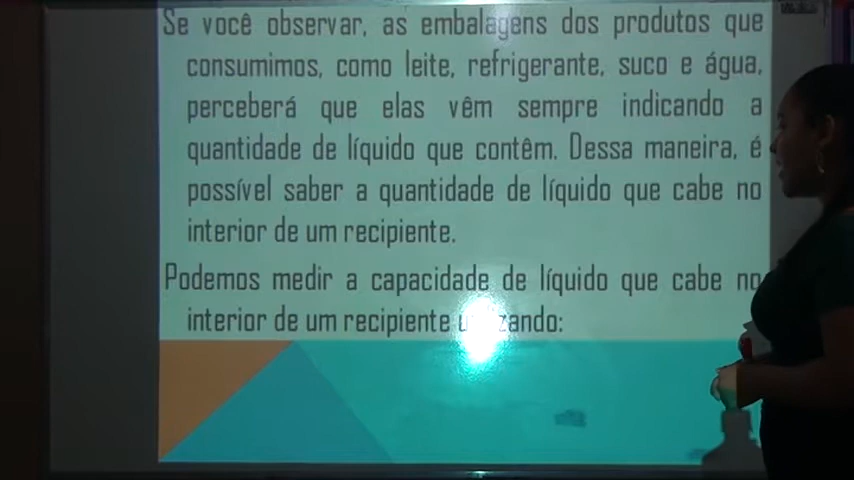 Se você observar, as embalagens dos produtos que
consumimos, como leite, refrigerante, suco e água,
perceberá que elas vêm sempre indicando a
quantidade de líquido que contêm. Dessa maneira, é
possível saber a quantidade de líquido que cabe no
interior de um recipiente.
Podemos medir a capacidade de líquido que cabe no
interior de um recipiente utilizando: